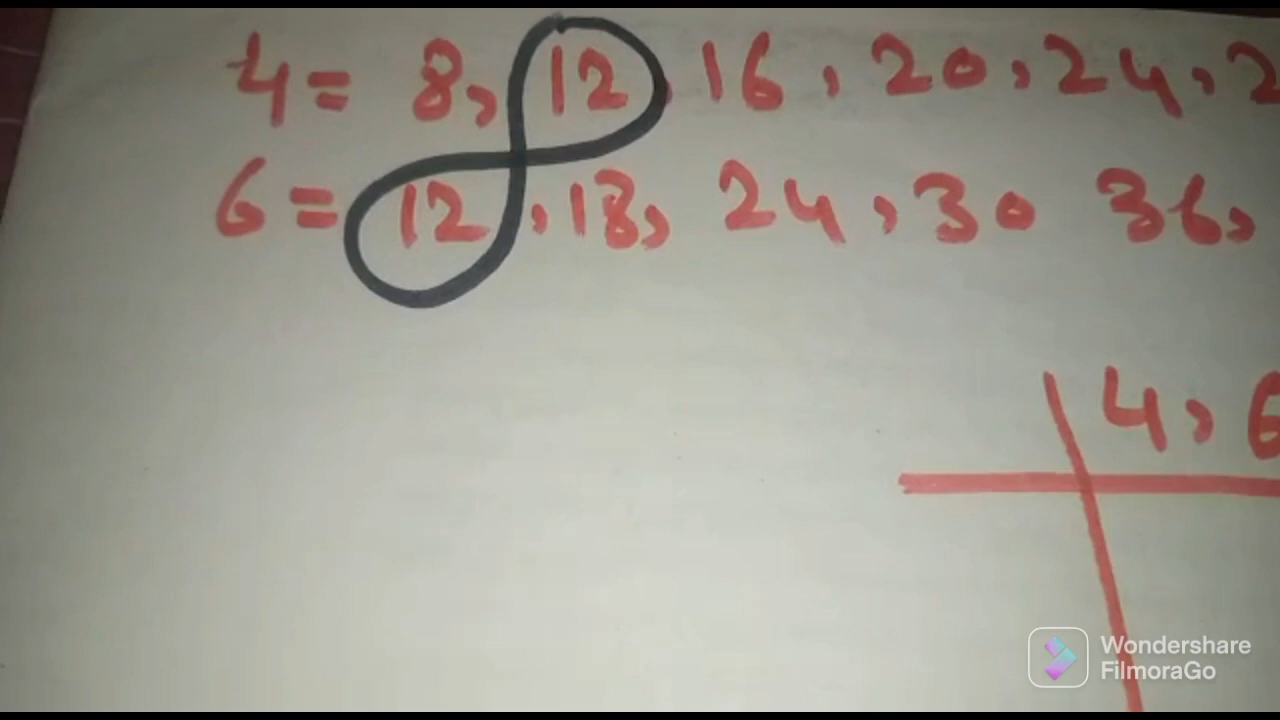 4 = 8, 12, 16, 20, 24, 2
6 = 12, 18, 24, 30 36,
4, 6
Wondershare
FilmoraGo